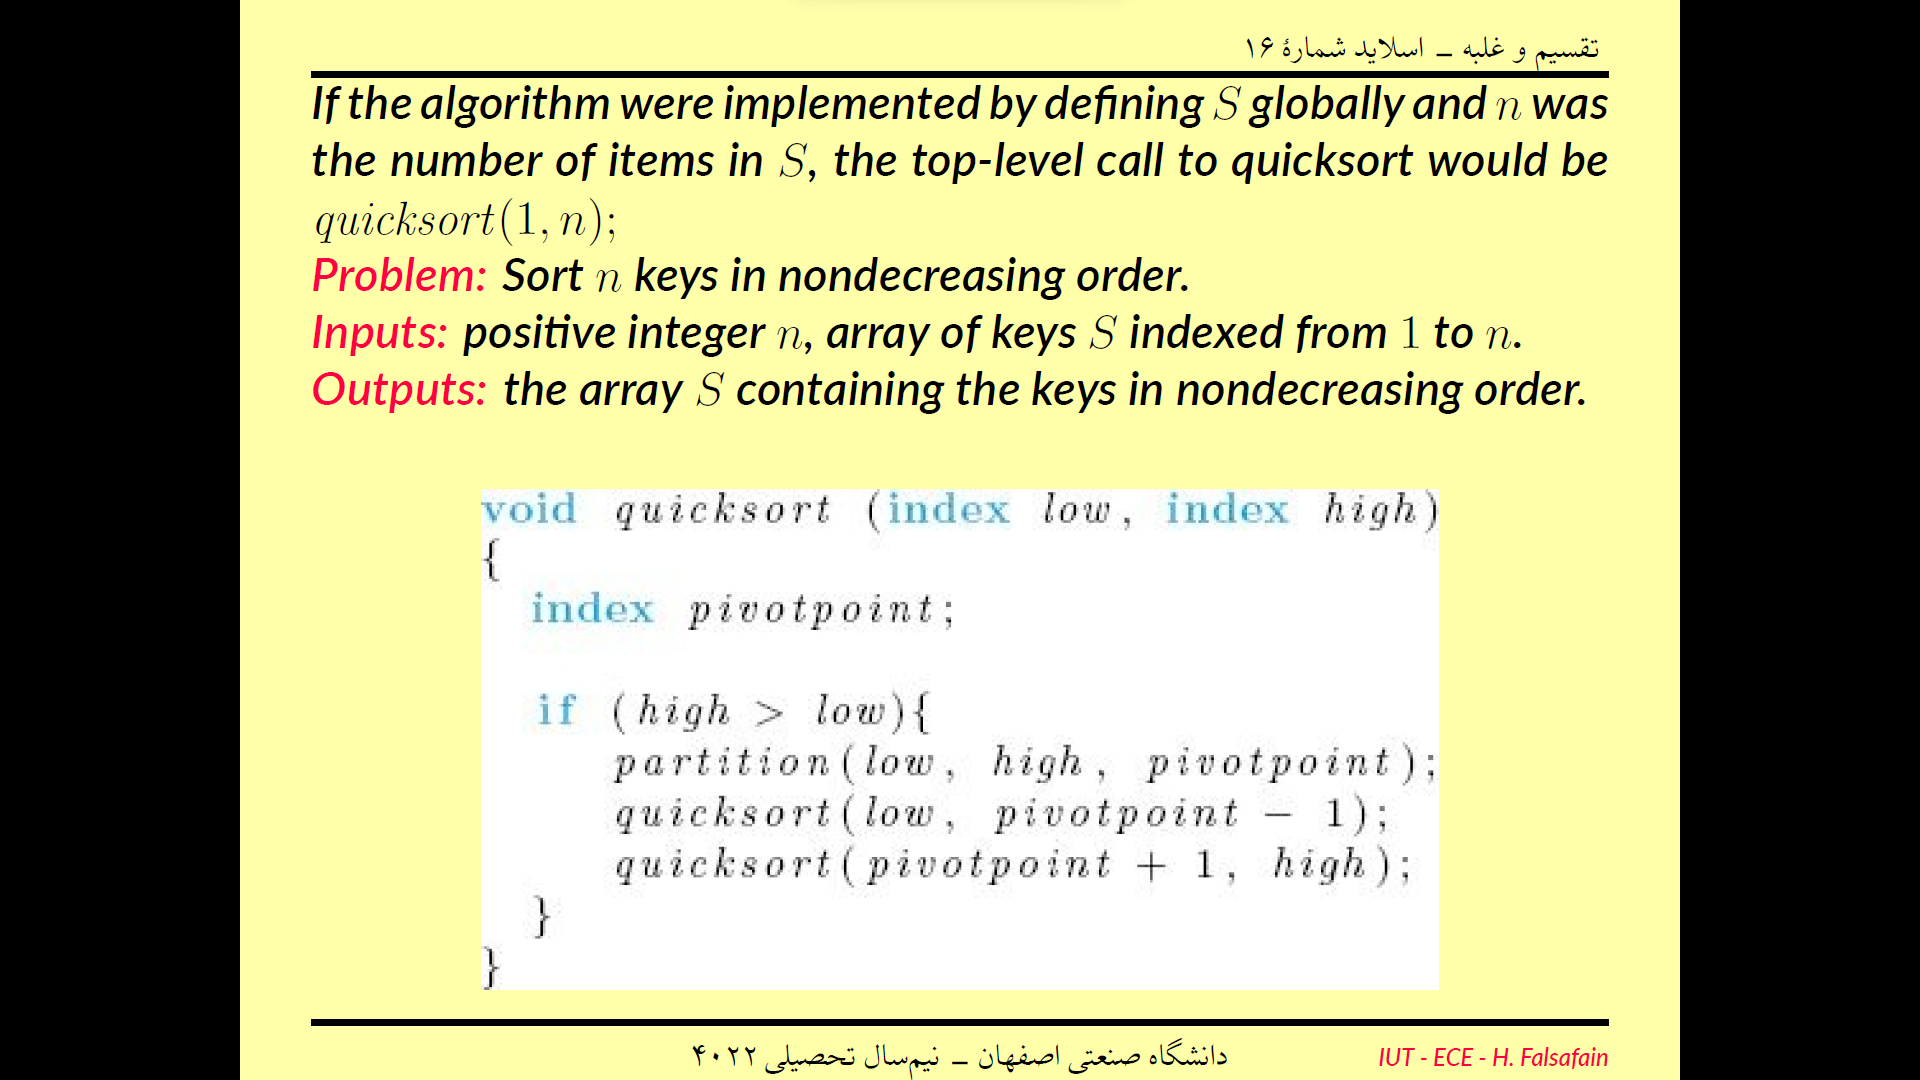 تقسیم و غلبه – اسلاید شمارهٔ ۱۶
If the algorithm were implemented by defining S globally and n was
the number of items in S, the top-level call to quicksort would be
quicksort(1, n);
Problem: Sort n keys in nondecreasing order.
Inputs: positive integer n, array of keys S indexed from 1 to n.
Outputs: the array S containing the keys in nondecreasing order.
void quicksort (index low, index high)
{
index pivotpoint;
if (high > low){
partition(low, high, pivotpoint);
quicksort(low, pivotpoint − 1);
quicksort(pivotpoint + 1, high);
}
}
دانشگاه صنعتی اصفهان – نیم‌سال تحصیلی ۴۰۲۲
IUT - ECE - H. Falsafain